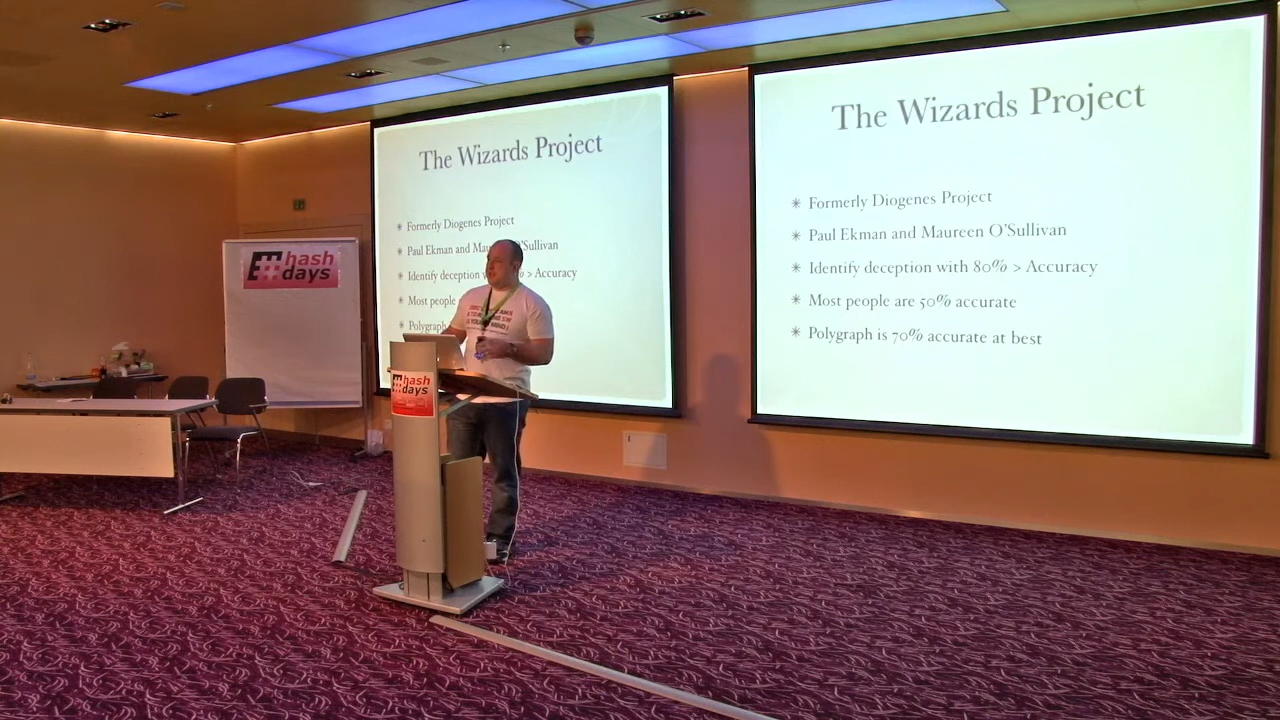 The Wizards Project
Formerly Diogenes Project
Paul Ekman and Maureen O'Sullivan
Identify deception with 80% > Accuracy
Most people are 50% accurate
Polygraph is 70% accurate at best
The Wizards Project
Formerly Diogenes Project
Paul Ekman and O'Sullivan
Identify deception > Accuracy
Most people
Polygraph
hash
days
hash
days